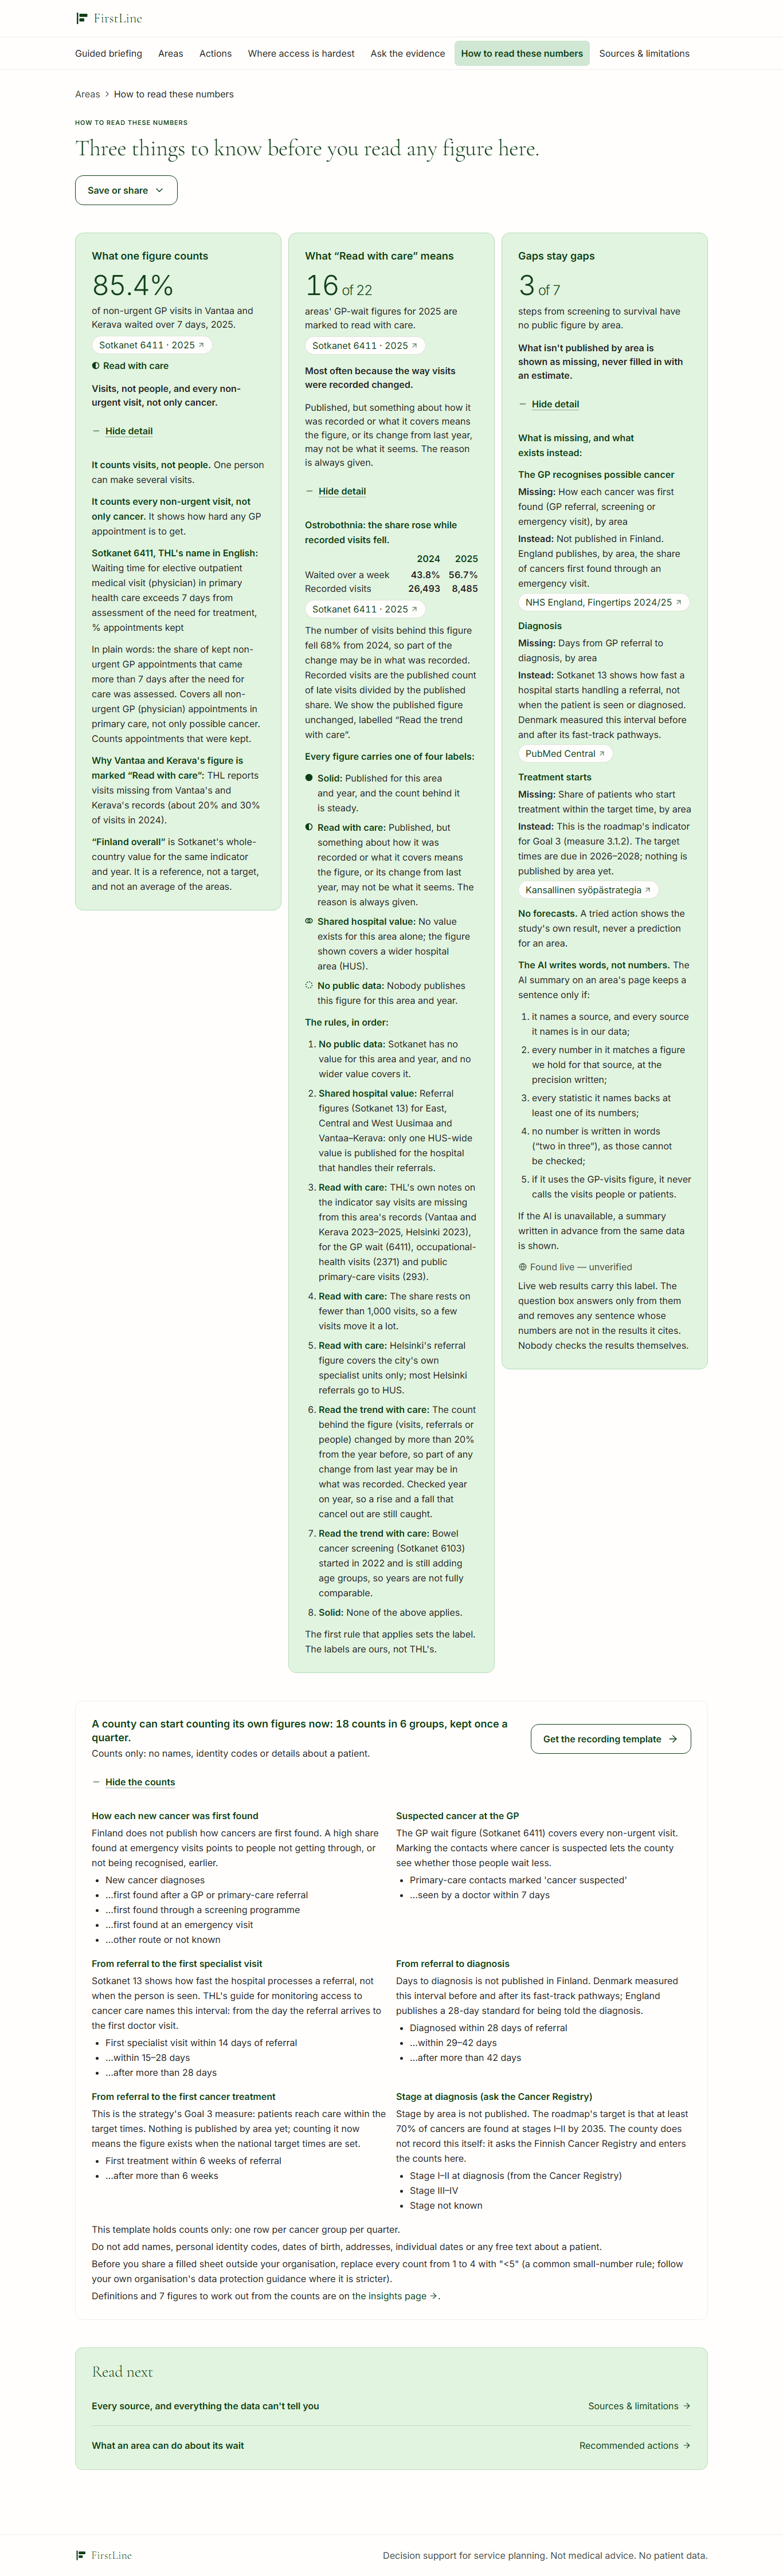 FirstLine
Guided briefing
Areas
Actions
Where access is hardest
Ask the evidence
How to read these numbers
Sources & limitations
Areas > How to read these numbers
HOW TO READ THESE NUMBERS
Three things to know before you read any figure here.
Save or share
What one figure counts
85.4%
of non-urgent GP visits in Vantaa and
Kerava waited over 7 days, 2025.
Sotkanet 6411 · 2025 ↗
Read with care
Visits, not people, and every non-
urgent visit, not only cancer.
— Hide detail
It counts visits, not people. One person
can make several visits.
It counts every non-urgent visit, not
only cancer. It shows how hard any GP
appointment is to get.
Sotkanet 6411, THL's name in English:
Waiting time for elective outpatient
medical visit (physician) in primary
health care exceeds 7 days from
assessment of the need for treatment,
% appointments kept
In plain words: the share of kept non-
urgent GP appointments that came
more than 7 days after the need for
care was assessed. Covers all non-
urgent GP (physician) appointments in
primary care, not only possible cancer.
Counts appointments that were kept.
Why Vantaa and Kerava's figure is
marked “Read with care”: THL reports
visits missing from Vantaa's and
Kerava's records (about 20% and 30%
of visits in 2024).
“Finland overall” is Sotkanet's whole-
country value for the same indicator
and year. It is a reference, not a target,
and not an average of the areas.
What “Read with care” means
16 of 22
areas' GP-wait figures for 2025 are
marked to read with care.
Sotkanet 6411 · 2025 ↗
Most often because the way visits
were recorded changed.
Published, but something about how it
was recorded or what it covers means
the figure, or its change from last year,
may not be what it seems. The reason
is always given.
— Hide detail
Ostrobothnia: the share rose while
recorded visits fell.
2024 2025
Waited over a week 43.8% 56.7%
Recorded visits 26,493 8,485
Sotkanet 6411 · 2025 ↗
The number of visits behind this figure
fell 68% from 2024, so part of the
change may be in what was recorded.
Recorded visits are the published count
of late visits divided by the published
share. We show the published figure
unchanged, labelled “Read the trend
with care”.
Every figure carries one of four labels:
Solid: Published for this area
and year, and the count behind it
is steady.
Read with care: Published, but
something about how it was
recorded or what it covers means
the figure, or its change from last
year, may not be what it seems. The
reason is always given.
Shared hospital value: No value
exists for this area alone; the figure
shown covers a wider hospital
area (HUS).
No public data: Nobody publishes
this figure for this area and year.
The rules, in order:
1. No public data: Sotkanet has no
value for this area and year, and no
wider value covers it.
2. Shared hospital value: Referral
figures (Sotkanet 13) for East,
Central and West Uusimaa and
Vantaa–Kerava: only one HUS-wide
value is published for the hospital
that handles their referrals.
3. Read with care: THL's own notes on
the indicator say visits are missing
from this area's records (Vantaa and
Kerava 2023–2025, Helsinki 2023),
for the GP wait (6411), occupational-
health visits (2371) and public
primary-care visits (293).
4. Read with care: The share rests on
fewer than 1,000 visits, so a few
visits move it a lot.
5. Read with care: Helsinki's referral
figure covers the city's own
specialist units only; most Helsinki
referrals go to HUS.
6. Read the trend with care: The count
behind the figure (visits, referrals or
people) changed by more than 20%
from the year before, so part of any
change from last year may be in
what was recorded. Checked year
on year, so a rise and a fall that
cancel out are still caught.
7. Read the trend with care: Bowel
cancer screening (Sotkanet 6103)
started in 2022 and is still adding
age groups, so years are not fully
comparable.
8. Solid: None of the above applies.
The first rule that applies sets the label.
The labels are ours, not THL's.
Gaps stay gaps
3 of 7
steps from screening to survival have
no public figure by area.
What isn't published by area is
shown as missing, never filled in with
an estimate.
— Hide detail
What is missing, and what
exists instead:
The GP recognises possible cancer
Missing: How each cancer was first
found (GP referral, screening or
emergency visit), by area
Instead: Not published in Finland.
England publishes, by area, the share
of cancers first found through an
emergency visit.
NHS England, Fingertips 2024/25 ↗
Diagnosis
Missing: Days from GP referral to
diagnosis, by area
Instead: Sotkanet 13 shows how fast a
hospital starts handling a referral, not
when the patient is seen or diagnosed.
Denmark measured this interval before
and after its fast-track pathways.
PubMed Central ↗
Treatment starts
Missing: Share of patients who start
treatment within the target time, by area
Instead: This is the roadmap's indicator
for Goal 3 (measure 3.1.2). The target
times are due in 2026–2028; nothing is
published by area yet.
Kansallinen syöpästrategia ↗
No forecasts. A tried action shows the
study's own result, never a prediction
for an area.
The AI writes words, not numbers. The
AI summary on an area's page keeps a
sentence only if:
1. it names a source, and every source
it names is in our data;
2. every number in it matches a figure
we hold for that source, at the
precision written;
3. every statistic it names backs at
least one of its numbers;
4. no number is written in words
(“two in three”), as those cannot
be checked;
5. if it uses the GP-visits figure, it never
calls the visits people or patients.
If the AI is unavailable, a summary
written in advance from the same data
is shown.
Found live — unverified
Live web results carry this label. The
question box answers only from them
and removes any sentence whose
numbers are not in the results it cites.
Nobody checks the results themselves.
A county can start counting its own figures now: 18 counts in 6 groups, kept once a
quarter.
Counts only: no names, identity codes or details about a patient.
Get the recording template →
— Hide the counts
How each new cancer was first found
Finland does not publish how cancers are first found. A high share
found at emergency visits points to people not getting through, or
not being recognised, earlier.
• New cancer diagnoses
• ...first found after a GP or primary-care referral
• ...first found through a screening programme
• ...first found at an emergency visit
• ...other route or not known
Suspected cancer at the GP
The GP wait figure (Sotkanet 6411) covers every non-urgent visit.
Marking the contacts where cancer is suspected lets the county
see whether those people wait less.
• Primary-care contacts marked 'cancer suspected'
• ...seen by a doctor within 7 days
From referral to the first specialist visit
Sotkanet 13 shows how fast the hospital processes a referral, not
when the person is seen. THL's guide for monitoring access to
cancer care names this interval: from the day the referral arrives to
the first doctor visit.
• First specialist visit within 14 days of referral
• ...within 15–28 days
• ...after more than 28 days
From referral to diagnosis
Days to diagnosis is not published in Finland. Denmark measured
this interval before and after its fast-track pathways; England
publishes a 28-day standard for being told the diagnosis.
• Diagnosed within 28 days of referral
• ...within 29–42 days
• ...after more than 42 days
From referral to the first cancer treatment
This is the strategy's Goal 3 measure: patients reach care within the
target times. Nothing is published by area yet; counting it now
means the figure exists when the national target times are set.
• First treatment within 6 weeks of referral
• ...after more than 6 weeks
Stage at diagnosis (ask the Cancer Registry)
Stage by area is not published. The roadmap's target is that at least
70% of cancers are found at stages I–II by 2035. The county does
not record this itself: it asks the Finnish Cancer Registry and enters
the counts here.
• Stage I–II at diagnosis (from the Cancer Registry)
• Stage III–IV
• Stage not known
This template holds counts only: one row per cancer group per quarter.
Do not add names, personal identity codes, dates of birth, addresses, individual dates or any free text about a patient.
Before you share a filled sheet outside your organisation, replace every count from 1 to 4 with "<5" (a common small-number rule; follow
your own organisation's data protection guidance where it is stricter).
Definitions and 7 figures to work out from the counts are on the insights page →.
Read next
Every source, and everything the data can't tell you
Sources & limitations →
What an area can do about its wait
Recommended actions →
FirstLine
Decision support for service planning. Not medical advice. No patient data.